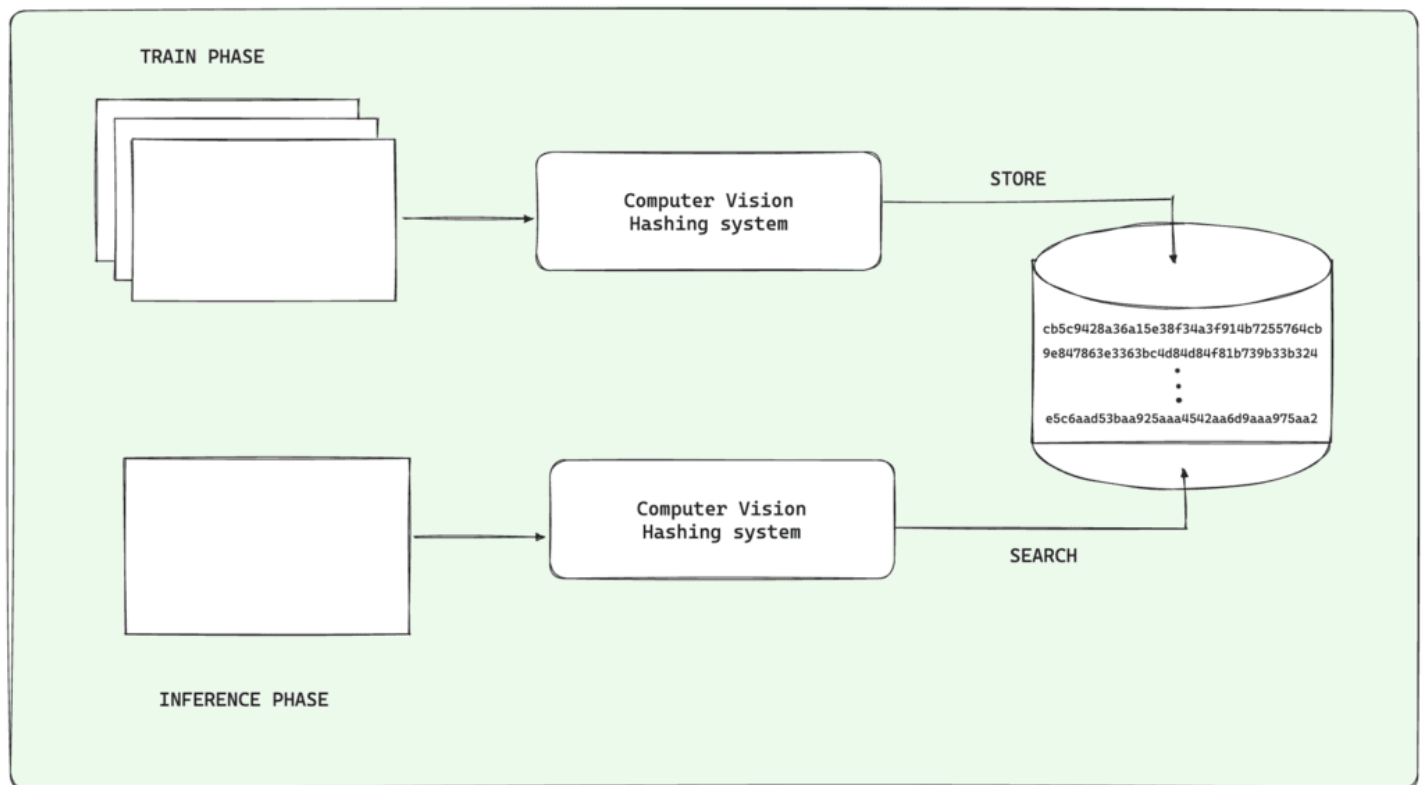 TRAIN PHASE
Computer Vision
Hashing system
STORE
cb5c9428a36a15e38f34a3f914b7255764cb
9e847863e3363bc4d84d84f81b739b33b324
e5c6aad53baa925aaa4542aa6d9aaa975aa2
Computer Vision
Hashing system
SEARCH
INFERENCE PHASE